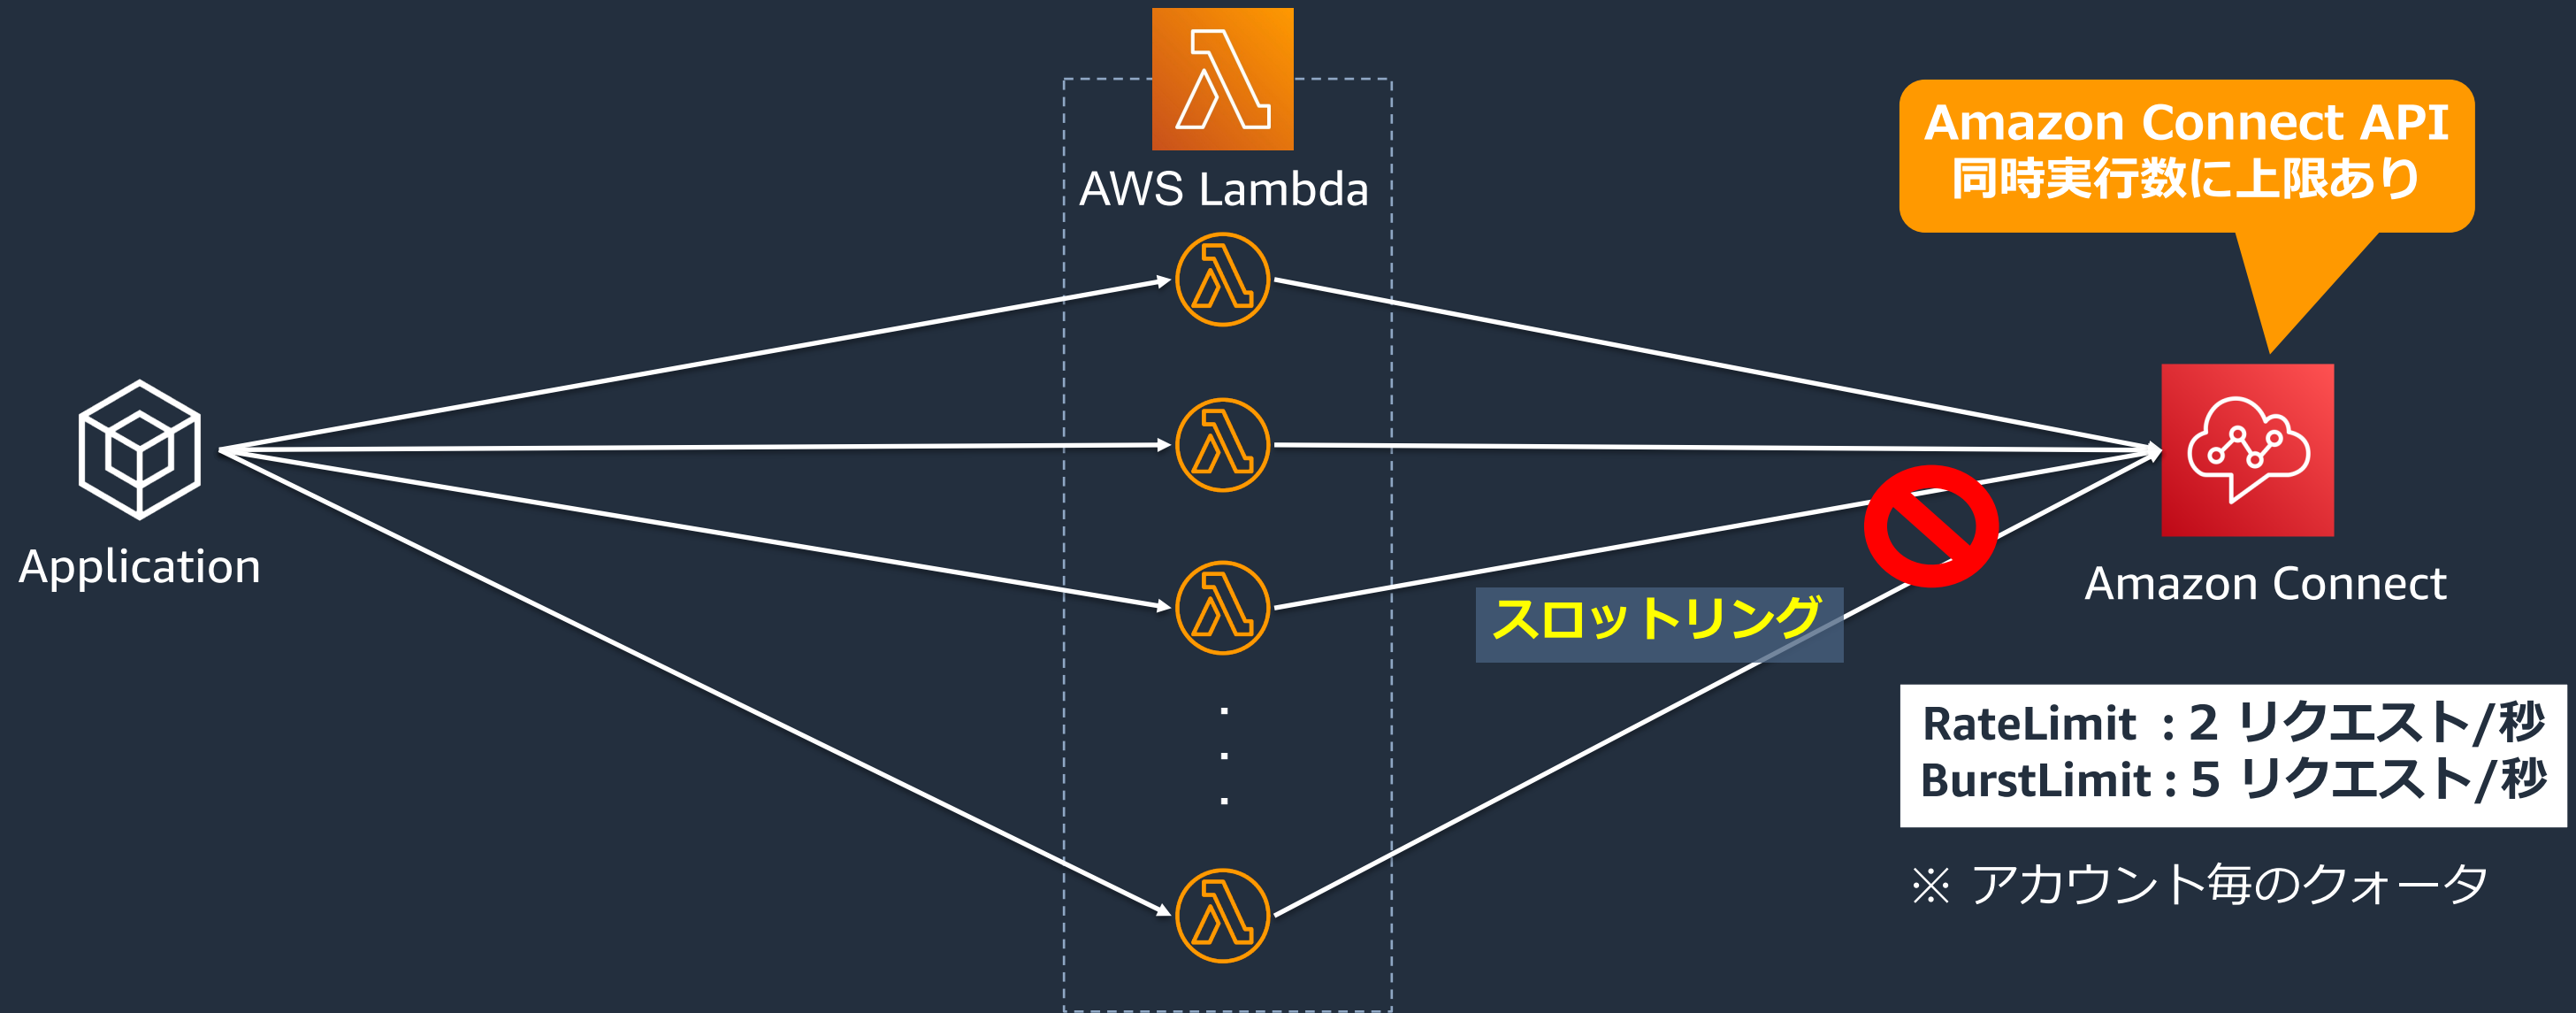 AWS Lambda
Amazon Connect API
同時実行数に上限あり
Application
Amazon Connect
スロットリング
RateLimit : 2 リクエスト/秒
BurstLimit : 5 リクエスト/秒
※ アカウント毎のクォータ